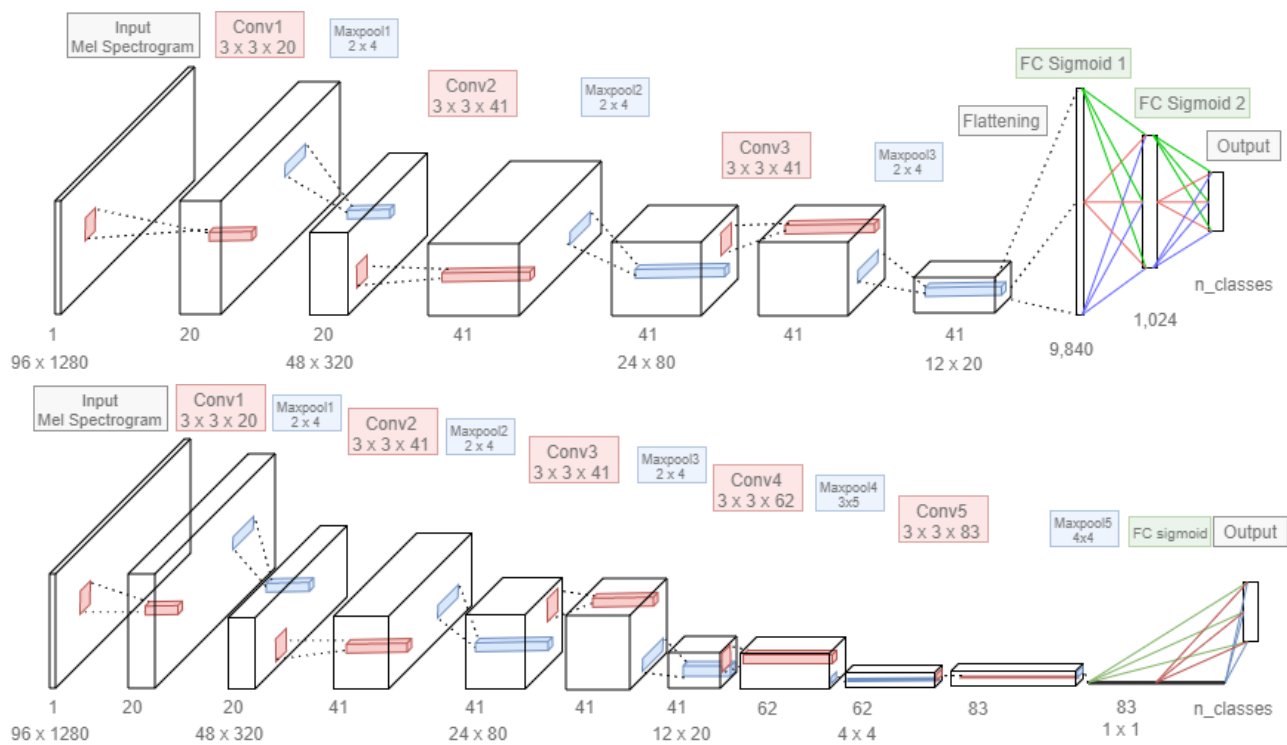 Input
Mel Spectrogram
Conv1
3 x 3 x 20
Maxpool1
2 x 4
Conv2
3 x 3 x 41
Maxpool2
2 x 4
Conv3
3 x 3 x 41
Maxpool3
2 x 4
Flattening
FC Sigmoid 1
FC Sigmoid 2
Output
n_classes
1
20
20
41
41
41
41
1,024
9,840
96 x 1280
48 x 320
24 x 80
12 x 20
Input
Mel Spectrogram
Conv1
3 x 3 x 20
Maxpool1
2 x 4
Conv2
3 x 3 x 41
Maxpool2
2 x 4
Conv3
3 x 3 x 41
Maxpool3
2 x 4
Conv4
3 x 3 x 62
Maxpool4
3x5
Conv5
3 x 3 x 83
Maxpool5
4x4
FC sigmoid
Output
1
20
20
41
41
41
41
62
62
83
83
n_classes
96 x 1280
48 x 320
24 x 80
12 x 20
4 x 4
1 x 1